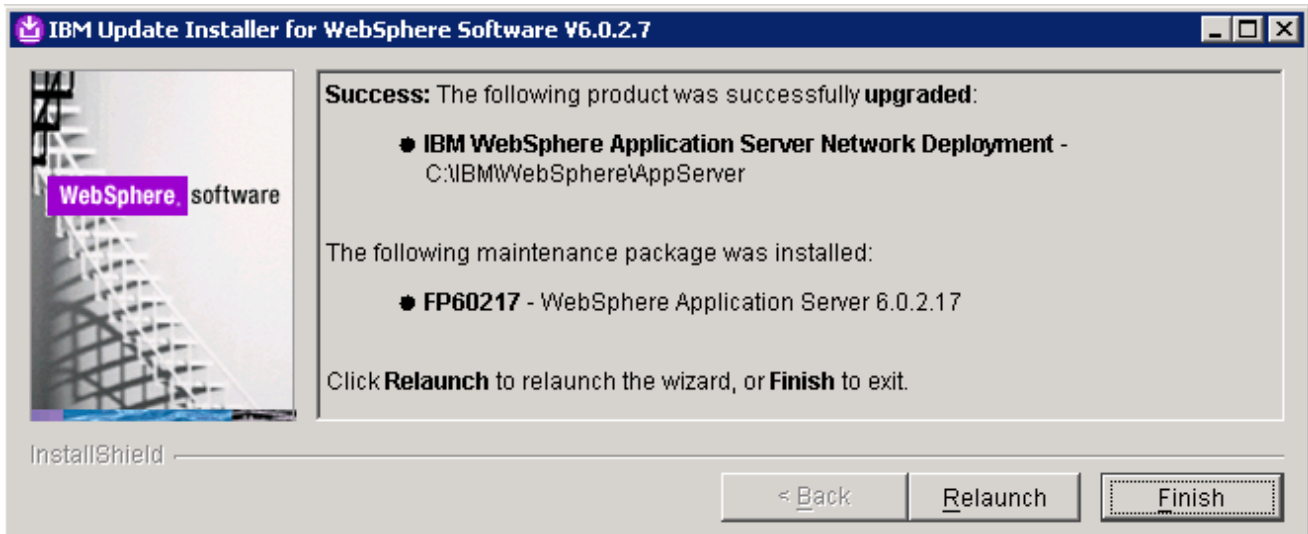 IBM Update Installer for WebSphere Software V6.0.2.7
WebSphere. software
Success: The following product was successfully upgraded:
IBM WebSphere Application Server Network Deployment -
C:\IBM\WebSphere\AppServer
The following maintenance package was installed:
FP60217 - WebSphere Application Server 6.0.2.17
Click Relaunch to relaunch the wizard, or Finish to exit.
InstallShield
< Back
Relaunch
Finish